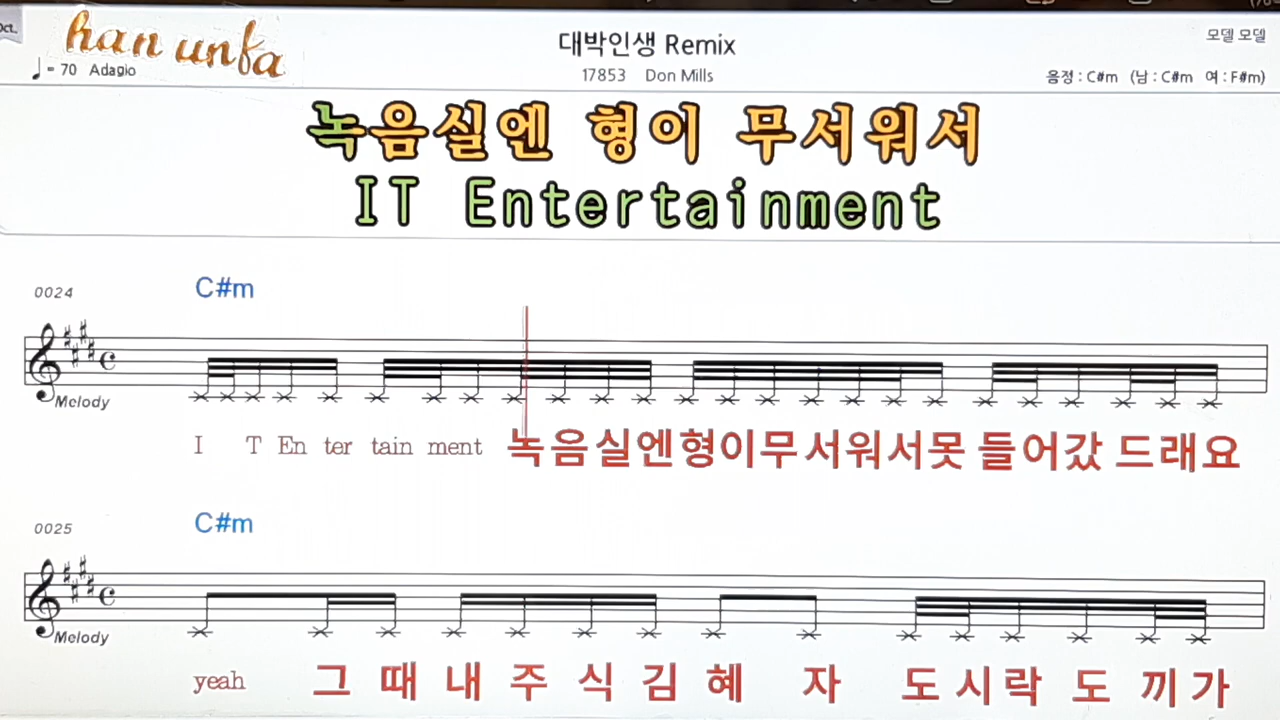 Oct.
han unfa
대박인생 Remix
모델 모델
= 70 Adagio
17853 Don Mills
음정 : C#m (남 : C#m 여 : F#m)
녹음실엔 형이 무서워서
IT Entertainment
0024
C#m
Melody
I T En ter tain ment 녹음실엔형이무서워서못 들어갔 드래요
0025
C#m
Melody
yeah 그 때 내 주 식 김 혜 자 도 시 락 도 끼 가